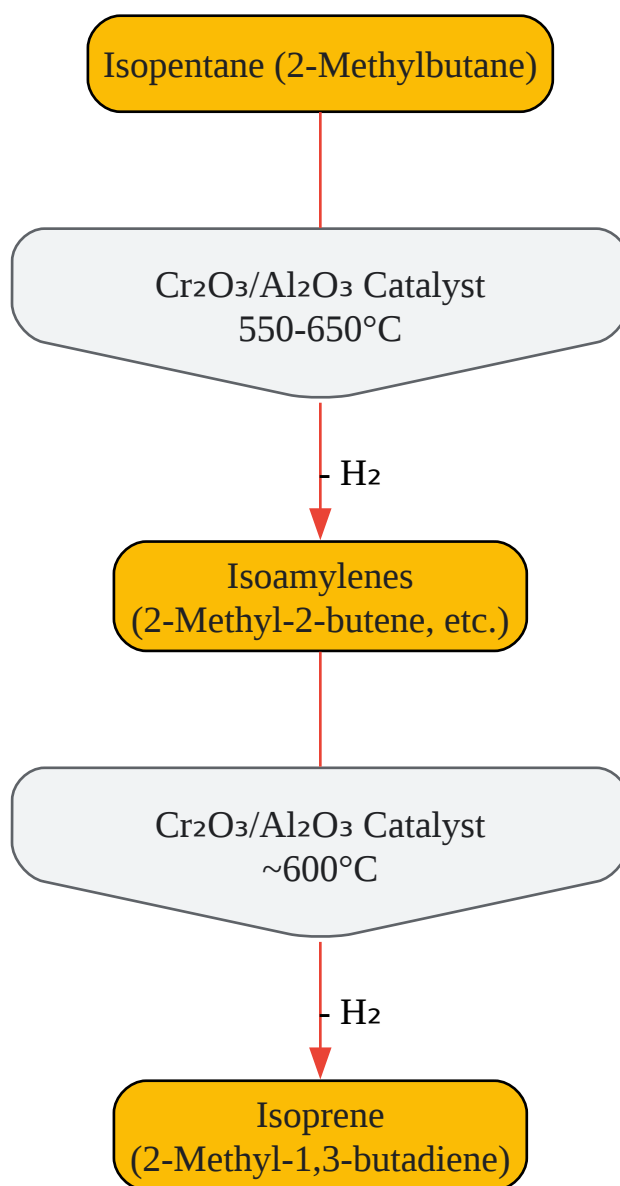 Isopentane (2-Methylbutane)
Cr₂O₃/Al₂O₃ Catalyst
550-650°C
- H₂
Isoamylenes
(2-Methyl-2-butene, etc.)
Cr₂O₃/Al₂O₃ Catalyst
~600°C
- H₂
Isoprene
(2-Methyl-1,3-butadiene)